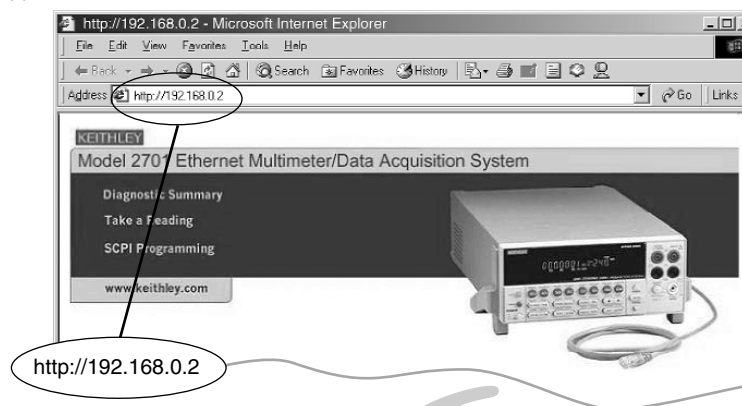 http://192.168.0.2 - Microsoft Internet Explorer
File Edit View Favorites Tools Help
Back Search Favorites History
Address http://192.168.0.2 Go Links
KEITHLEY
Model 2701 Ethernet Multimeter/Data Acquisition System
Diagnostic Summary
Take a Reading
SCPI Programming
www.keithley.com
http://192.168.0.2